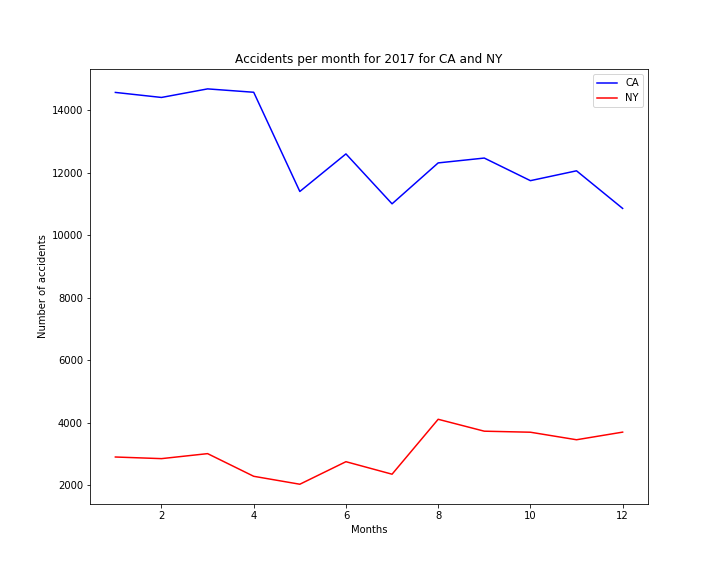 Accidents per month for 2017 for CA and NY
CA
NY
14000
12000
10000
8000
6000
4000
2000
Number of accidents
2
4
6
8
10
12
Months